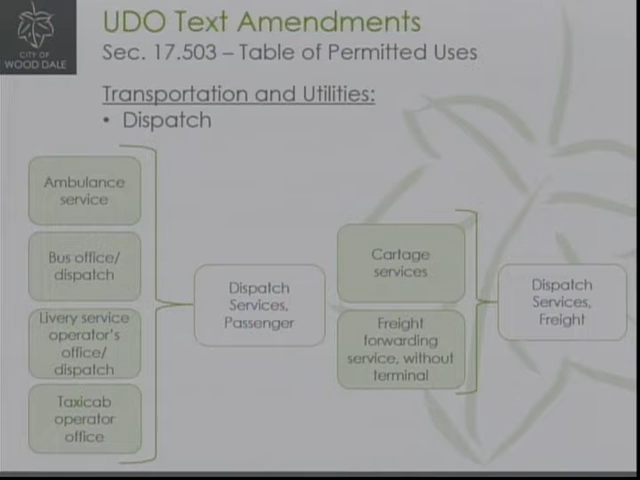 CITY OF
WOOD DALE
UDO Text Amendments
Sec. 17.503 – Table of Permitted Uses
Transportation and Utilities:
• Dispatch
Ambulance
service
Bus office/
dispatch
Livery service
operator's
office/
dispatch
Taxicab
operator
office
Dispatch
Services,
Passenger
Cartage
services
Freight
forwarding
service, without
terminal
Dispatch
Services,
Freight